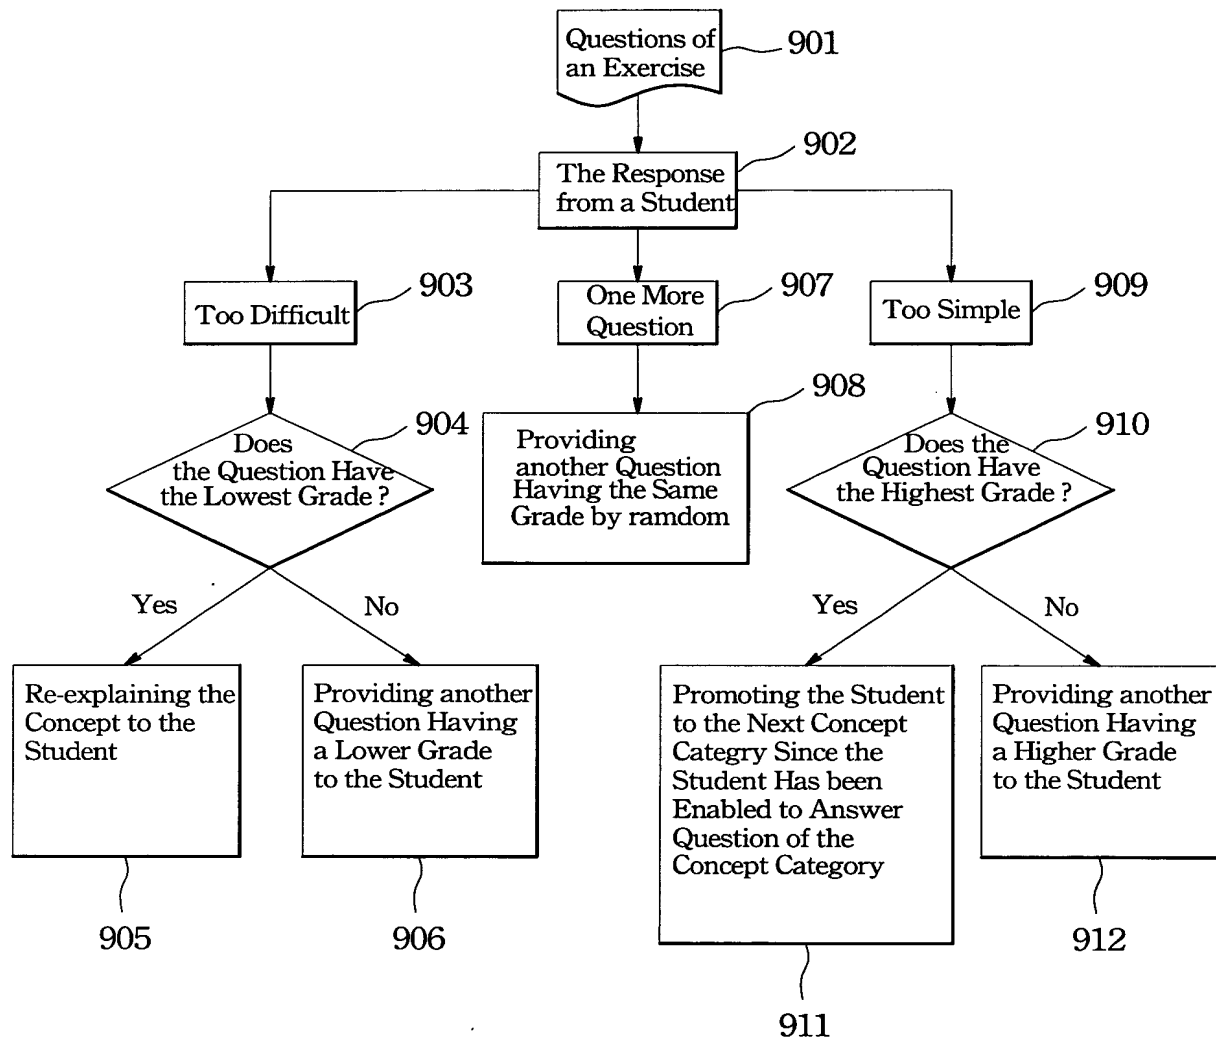 Questions of
an Exercise
901
The Response
from a Student
902
Too Difficult
903
One More
Question
907
Too Simple
909
Does
the Question Have
the Lowest Grade ?
904
Providing
another Question
Having the Same
Grade by ramdom
908
Does the
Question Have
the Highest Grade ?
910
Yes
No
Yes
No
Re-explaining the
Concept to the
Student
905
Providing another
Question Having
a Lower Grade
to the Student
906
Promoting the Student
to the Next Concept
Categry Since the
Student Has been
Enabled to Answer
Question of the
Concept Category
911
Providing another
Question Having
a Higher Grade
to the Student
912